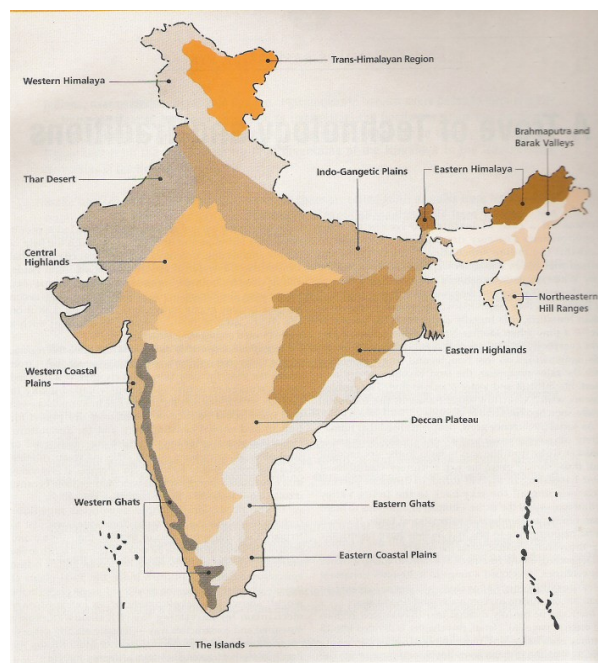 Trans-Himalayan Region
Western Himalaya
Brahmaputra and
Barak Valleys
Indo-Gangetic Plains
Eastern Himalaya
Thar Desert
Central
Highlands
Northeastern
Hill Ranges
Eastern Highlands
Western Coastal
Plains
Deccan Plateau
Western Ghats
Eastern Ghats
Eastern Coastal Plains
The Islands